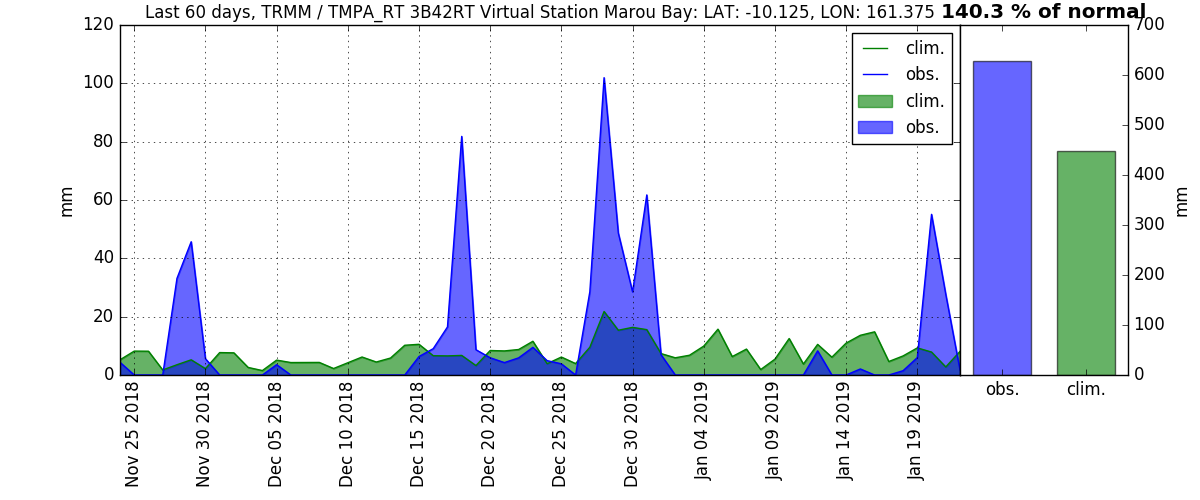 Last 60 days, TRMM / TMPA_RT 3B42RT Virtual Station Marou Bay: LAT: -10.125, LON: 161.375 140.3 % of normal
120
100
80
60
40
20
0
mm
clim.
obs.
clim.
obs.
Nov 25 2018
Nov 30 2018
Dec 05 2018
Dec 10 2018
Dec 15 2018
Dec 20 2018
Dec 25 2018
Dec 30 2018
Jan 04 2019
Jan 09 2019
Jan 14 2019
Jan 19 2019
700
600
500
400
300
200
100
0
mm
obs.
clim.